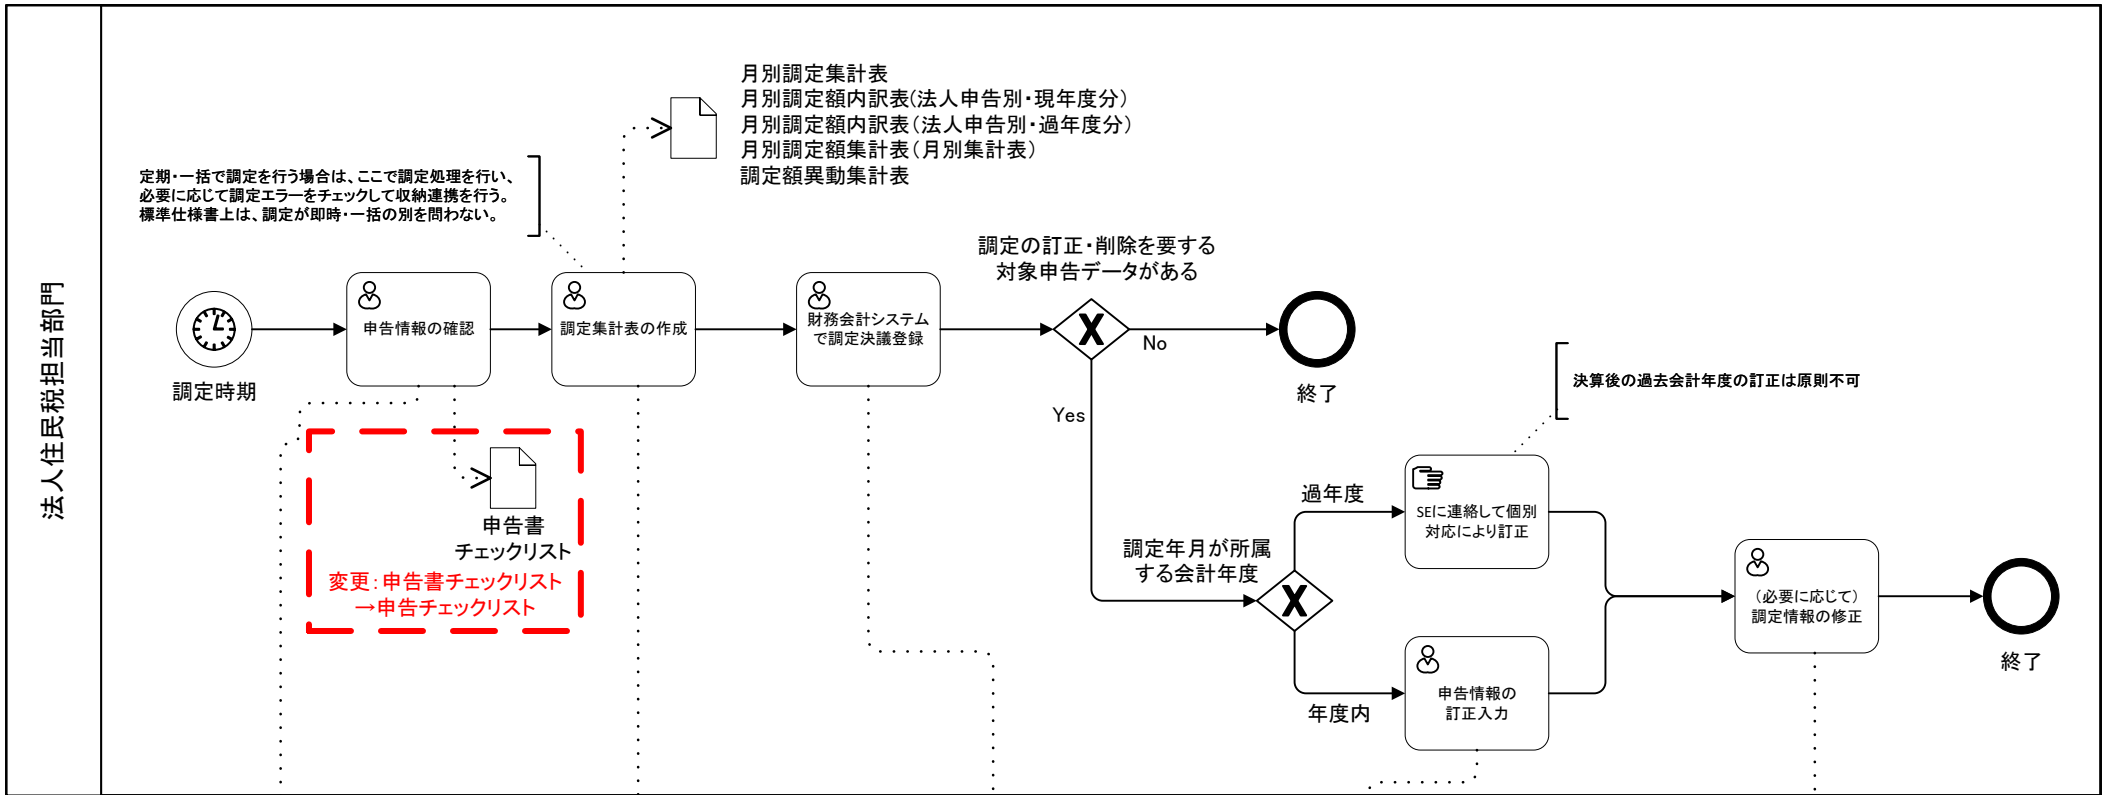 法人住民税担当部門
月別調定集計表
月別調定額内訳表(法人申告別・現年度分)
月別調定額内訳表(法人申告別・過年度分)
月別調定額集計表(月別集計表)
調定額異動集計表
定期・一括で調定を行う場合は、ここで調定処理を行い、
必要に応じて調定エラーをチェックして収納連携を行う。
標準仕様書上は、調定が即時・一括の別を問わない。
調定時期
申告情報の確認
調定集計表の作成
財務会計システム
で調定決議登録
調定の訂正・削除を要する
対象申告データがある
X
No
終了
Yes
申告書
チェックリスト
変更:申告書チェックリスト
→申告チェックリスト
調定年月が所属
する会計年度
X
過年度
年度内
決算後の過去会計年度の訂正は原則不可
SEに連絡して個別
対応により訂正
申告情報の
訂正入力
(必要に応じて)
調定情報の修正
終了